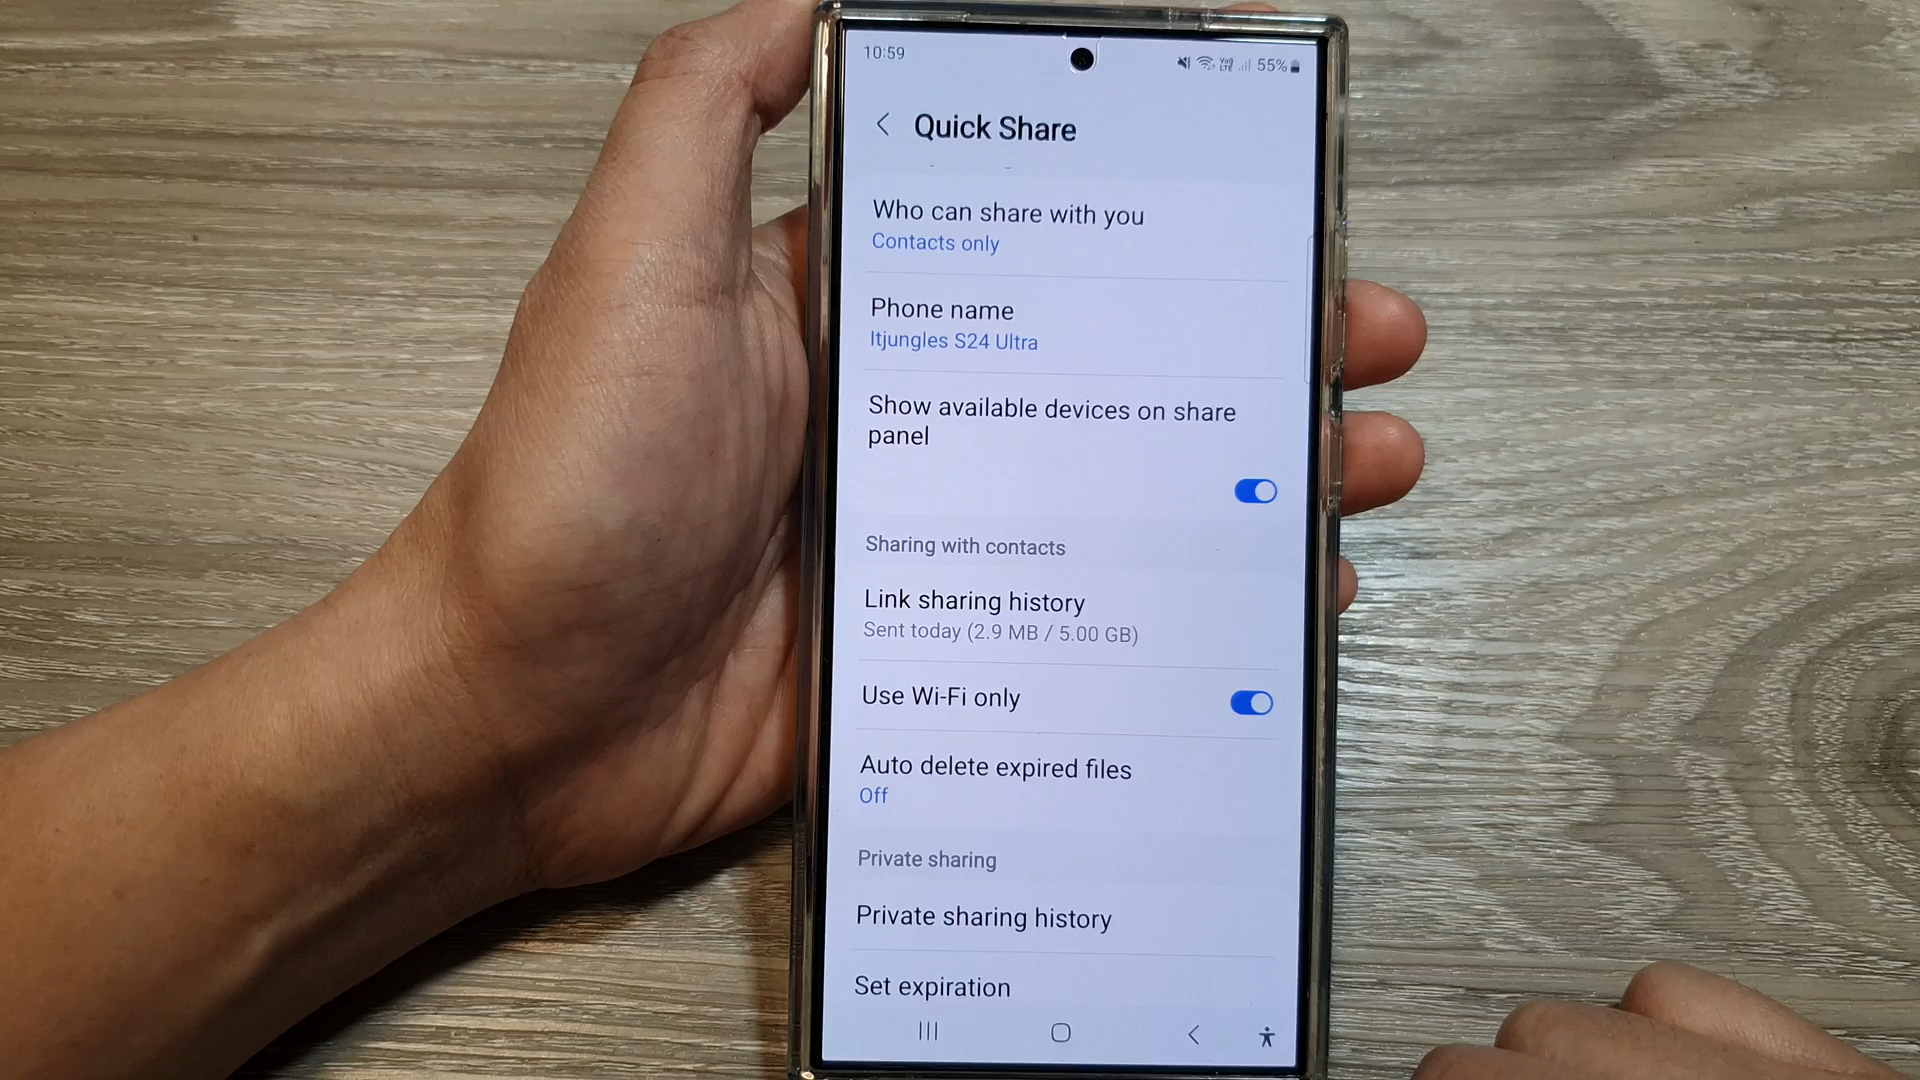 10:59
55%
Quick Share
Who can share with you
Contacts only
Phone name
Itjungles S24 Ultra
Show available devices on share
panel
Sharing with contacts
Link sharing history
Sent today (2.9 MB / 5.00 GB)
Use Wi-Fi only
Auto delete expired files
Off
Private sharing
Private sharing history
Set expiration